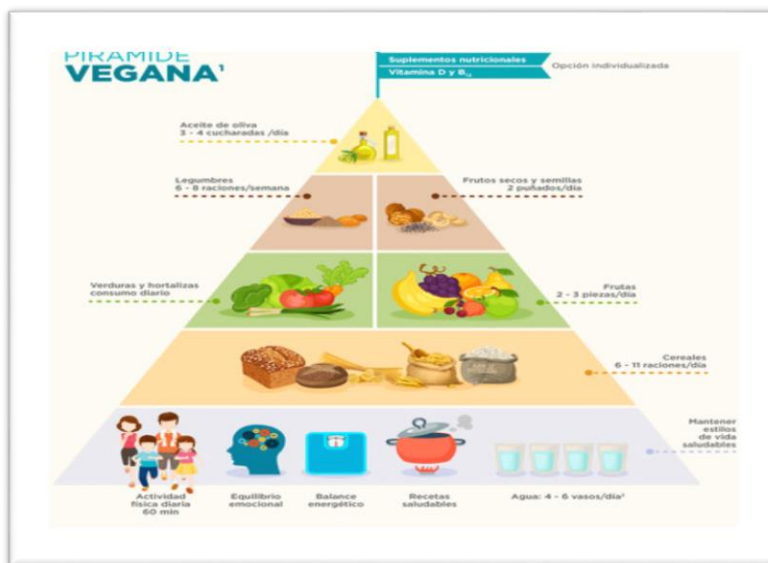 PIRÁMIDE
VEGANA¹
Suplementos nutricionales
Vitamina D y B₁₂
Opción individualizada
Aceite de oliva
3 - 4 cucharadas /día
Legumbres
6 - 8 raciones/semana
Frutos secos y semillas
2 puñados/día
Verduras y hortalizas
consumo diario
Frutas
2 - 3 piezas/día
Cereales
6 - 11 raciones/día
Mantener
estilos
de vida
saludables
Actividad
física diaria
60 min
Equilibrio
emocional
Balance
energético
Recetas
saludables
Agua: 4 - 6 vasos/día²